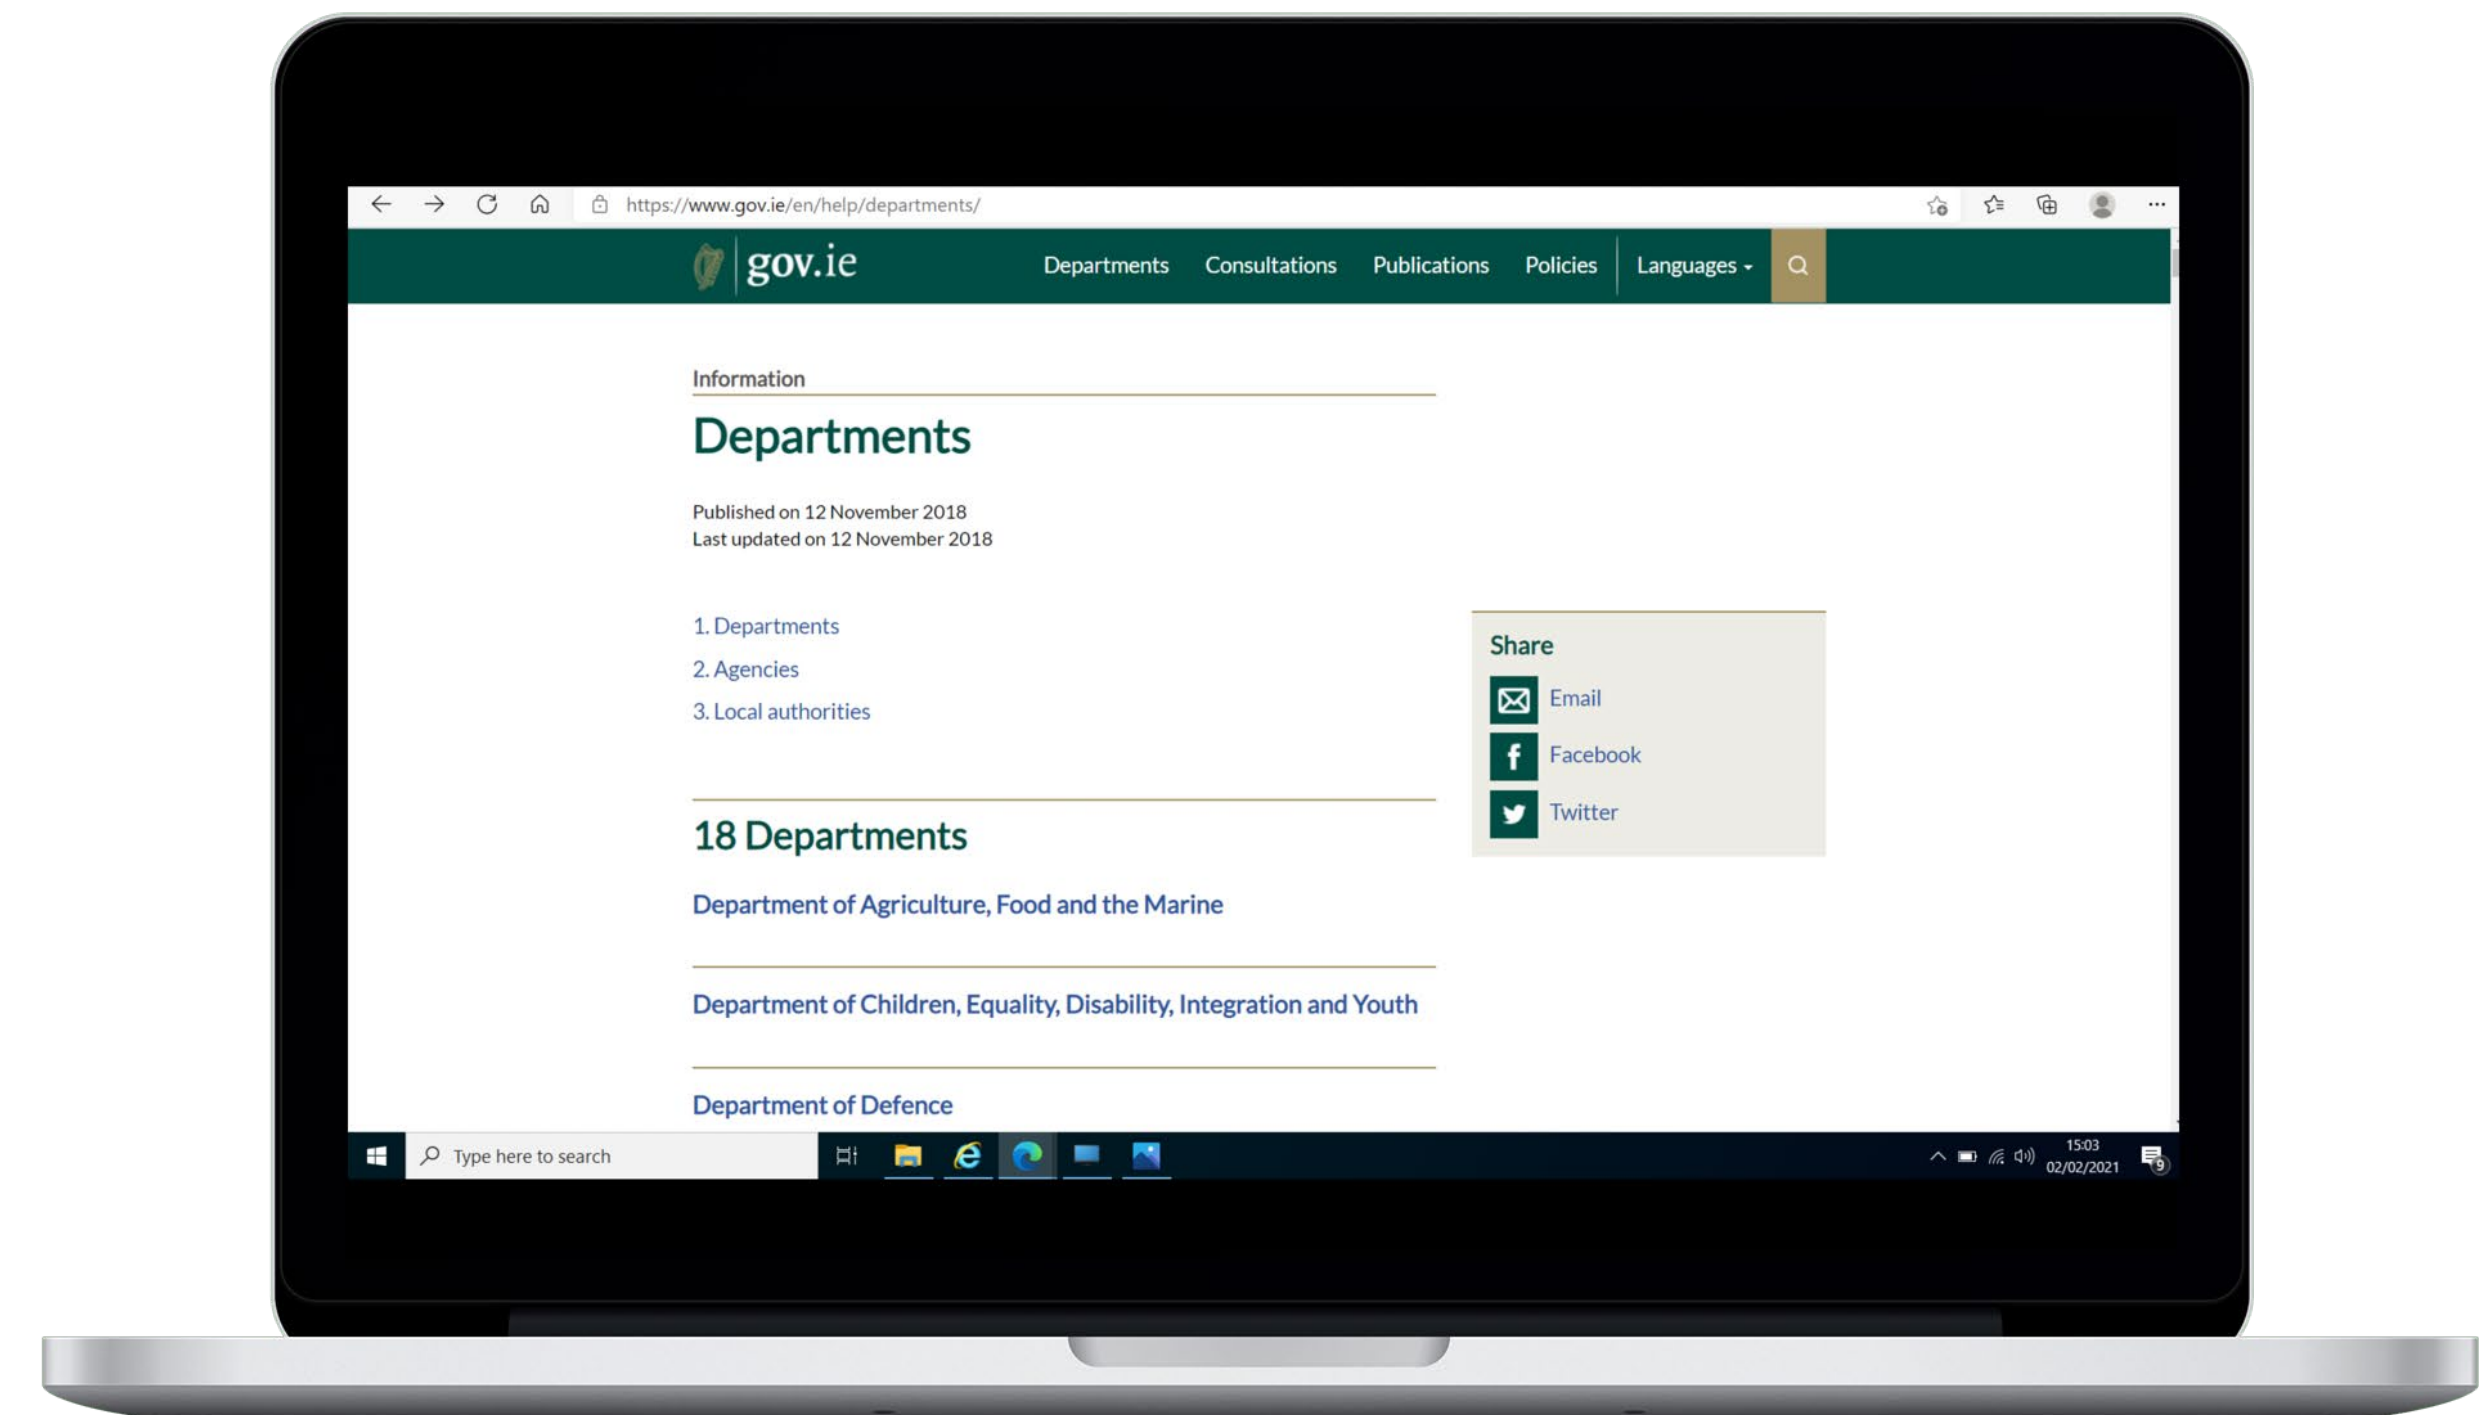 https://www.gov.ie/en/help/departments/
gov.ie
Departments
Consultations
Publications
Policies
Languages
Information
Departments
Published on 12 November 2018
Last updated on 12 November 2018
1. Departments
2. Agencies
3. Local authorities
Share
Email
Facebook
Twitter
18 Departments
Department of Agriculture, Food and the Marine
Department of Children, Equality, Disability, Integration and Youth
Department of Defence
Type here to search
15:03
02/02/2021
9